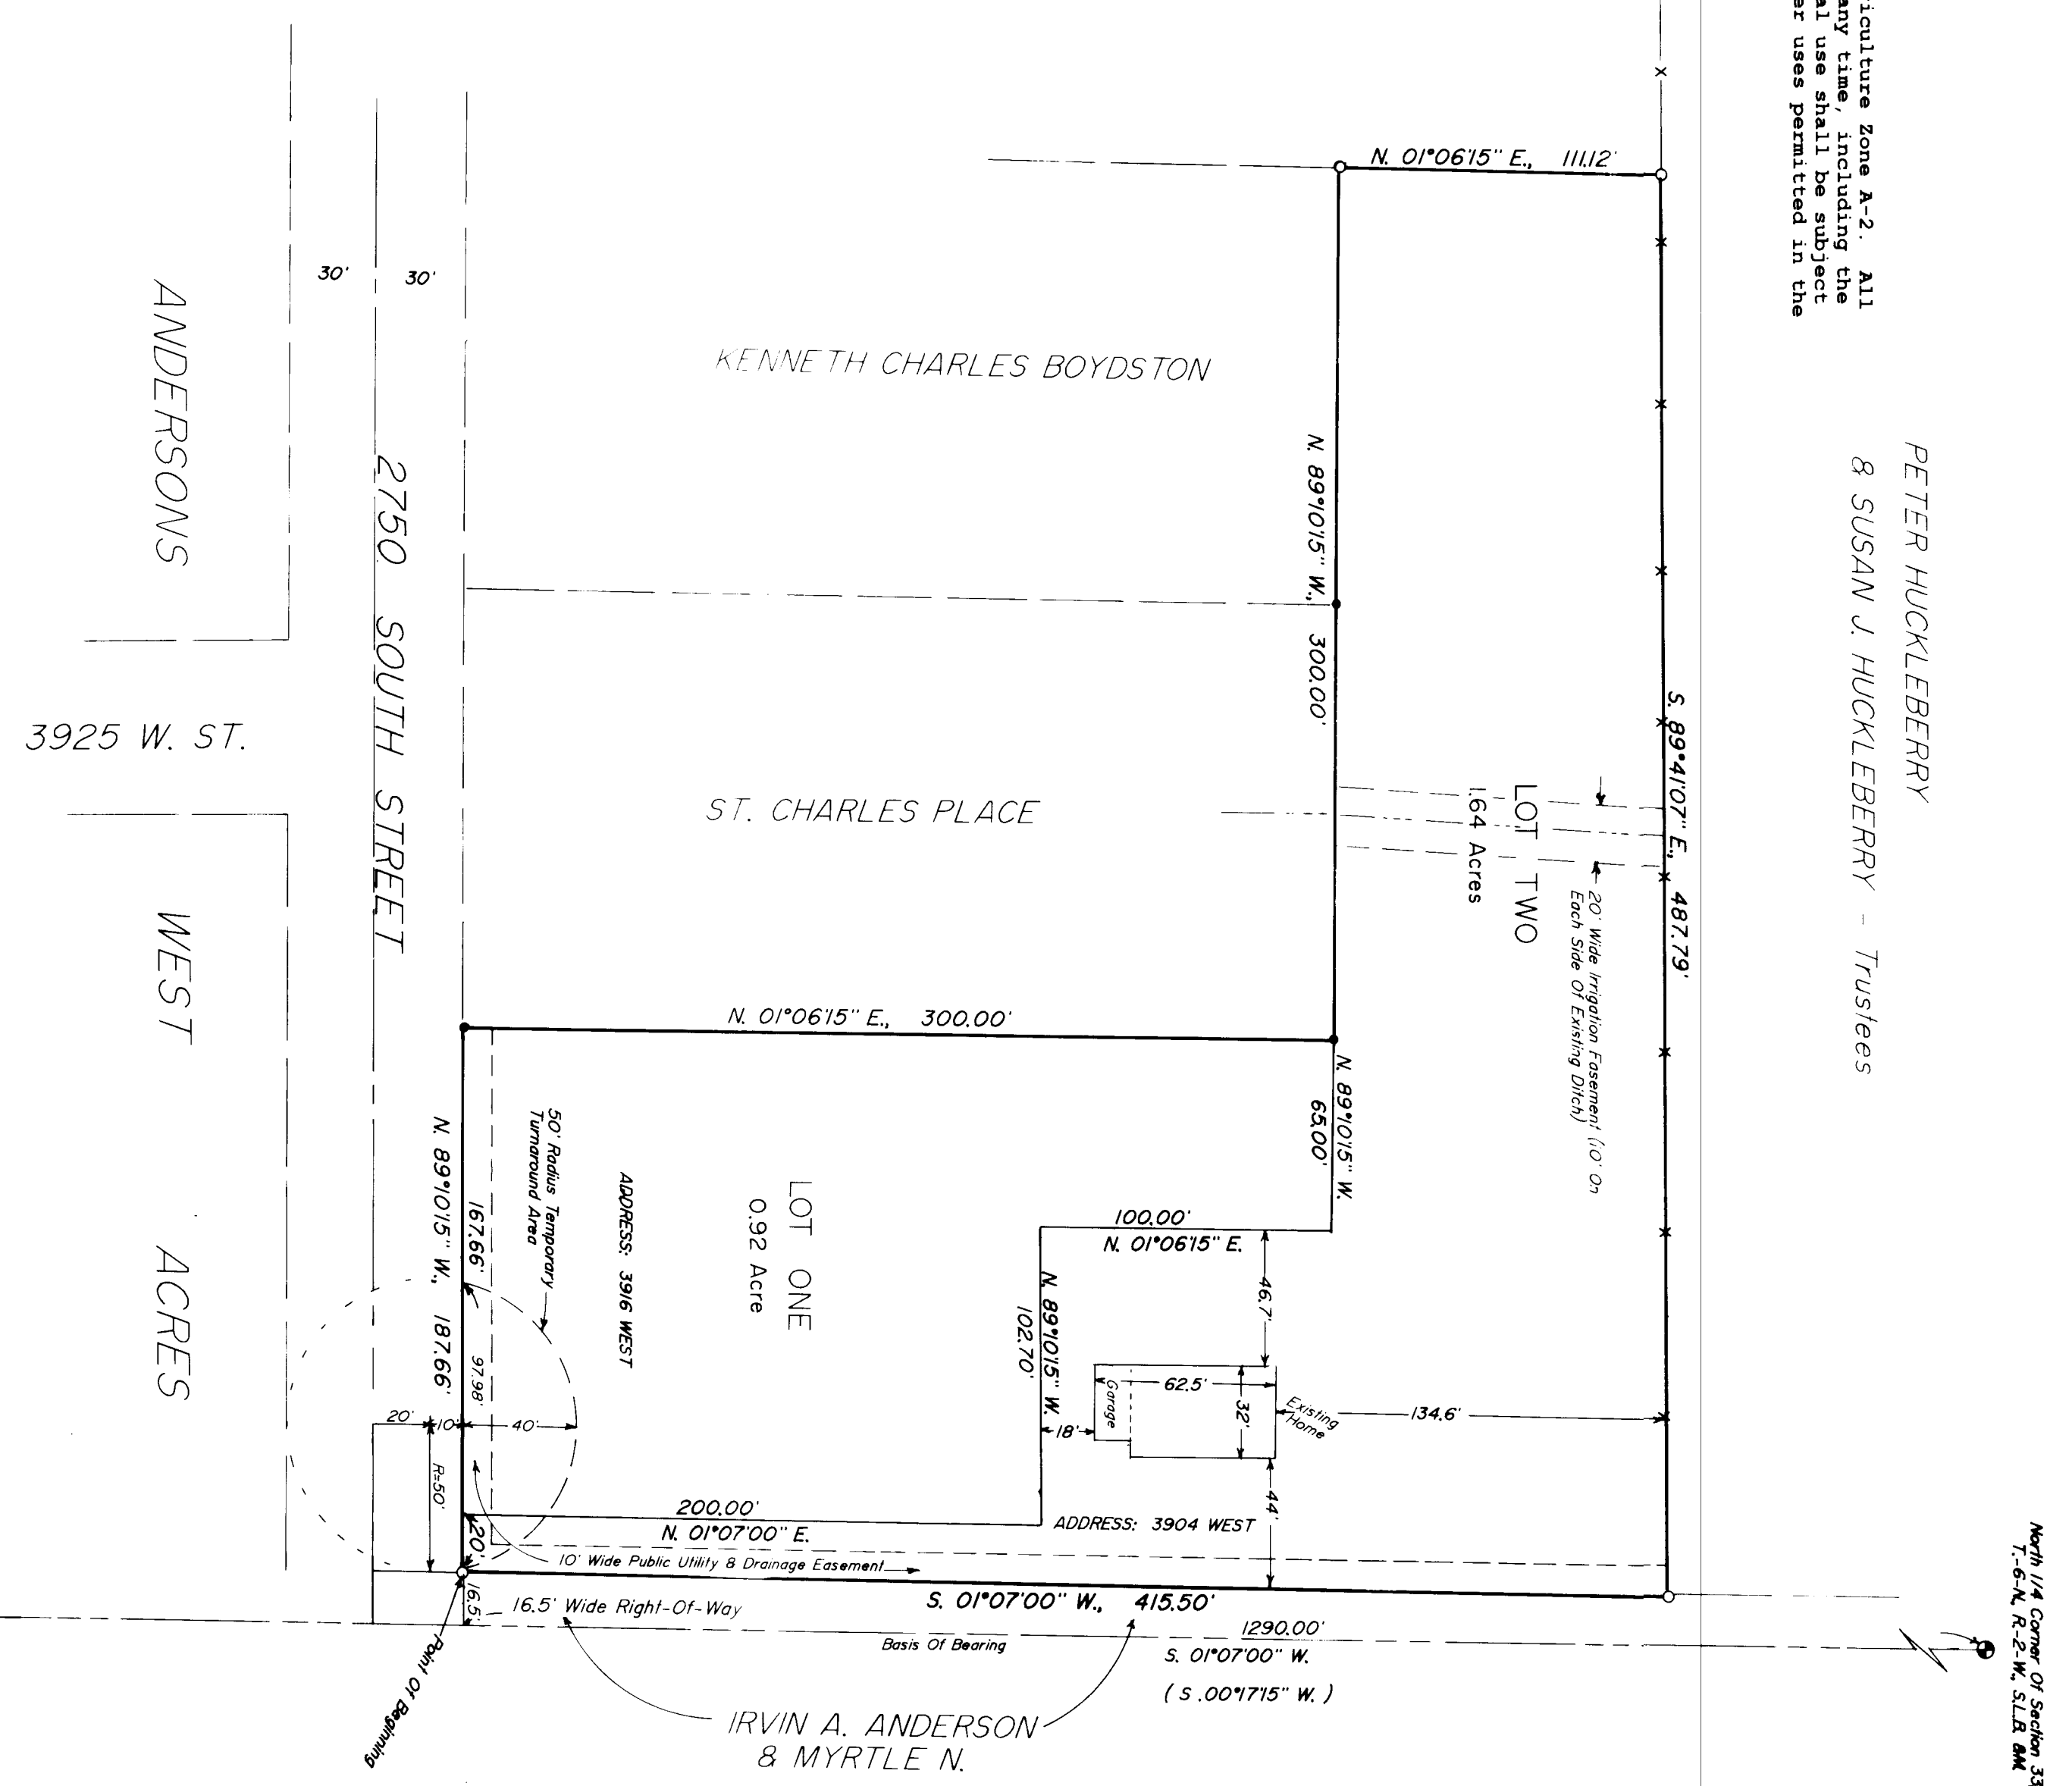 riculture Zone A-2. All
any time, including the
al use shall be subject
er uses permitted in the
PETER HUCKLEBERRY
& SUSAN J. HUCKLEBERRY - Trustees
North 1/4 Corner Of Section 33
T.-6-N, R-2-W, S.L.B. &M.
N. 01°06'15" E., 111.12'
S. 89°41'07" E., 487.79'
KENNETH CHARLES BOYDSTON
N. 89°10'15" W., 300.00'
LOT TWO
1.64 Acres
20' Wide Irrigation Easement (10' On
Each Side Of Existing Ditch)
ST. CHARLES PLACE
30'
30'
2750 SOUTH STREET
ANDERSONS WEST ACRES
3925 W. ST.
N. 01°06'15" E., 300.00'
N. 89°10'15" W.
65.00'
100.00'
N. 01°06'15" E.
46.7'
N. 89°10'15" W.
102.70'
62.5'
32'
Garage
18'
Existing
Home
134.6'
44'
LOT ONE
0.92 Acre
ADDRESS: 3916 WEST
50' Radius Temporary
Turnaround Area
167.66'
N. 89°10'15" W., 187.66'
97.98'
20'
10'
40'
R=50'
20'
16.5'
200.00'
N. 01°07'00" E.
ADDRESS: 3904 WEST
10' Wide Public Utility & Drainage Easement
16.5' Wide Right-Of-Way
S. 01°07'00" W., 415.50'
1290.00'
Basis Of Bearing
S. 01°07'00" W.
( S .00°17'15" W. )
Point Of Beginning
IRVIN A. ANDERSON
& MYRTLE N.